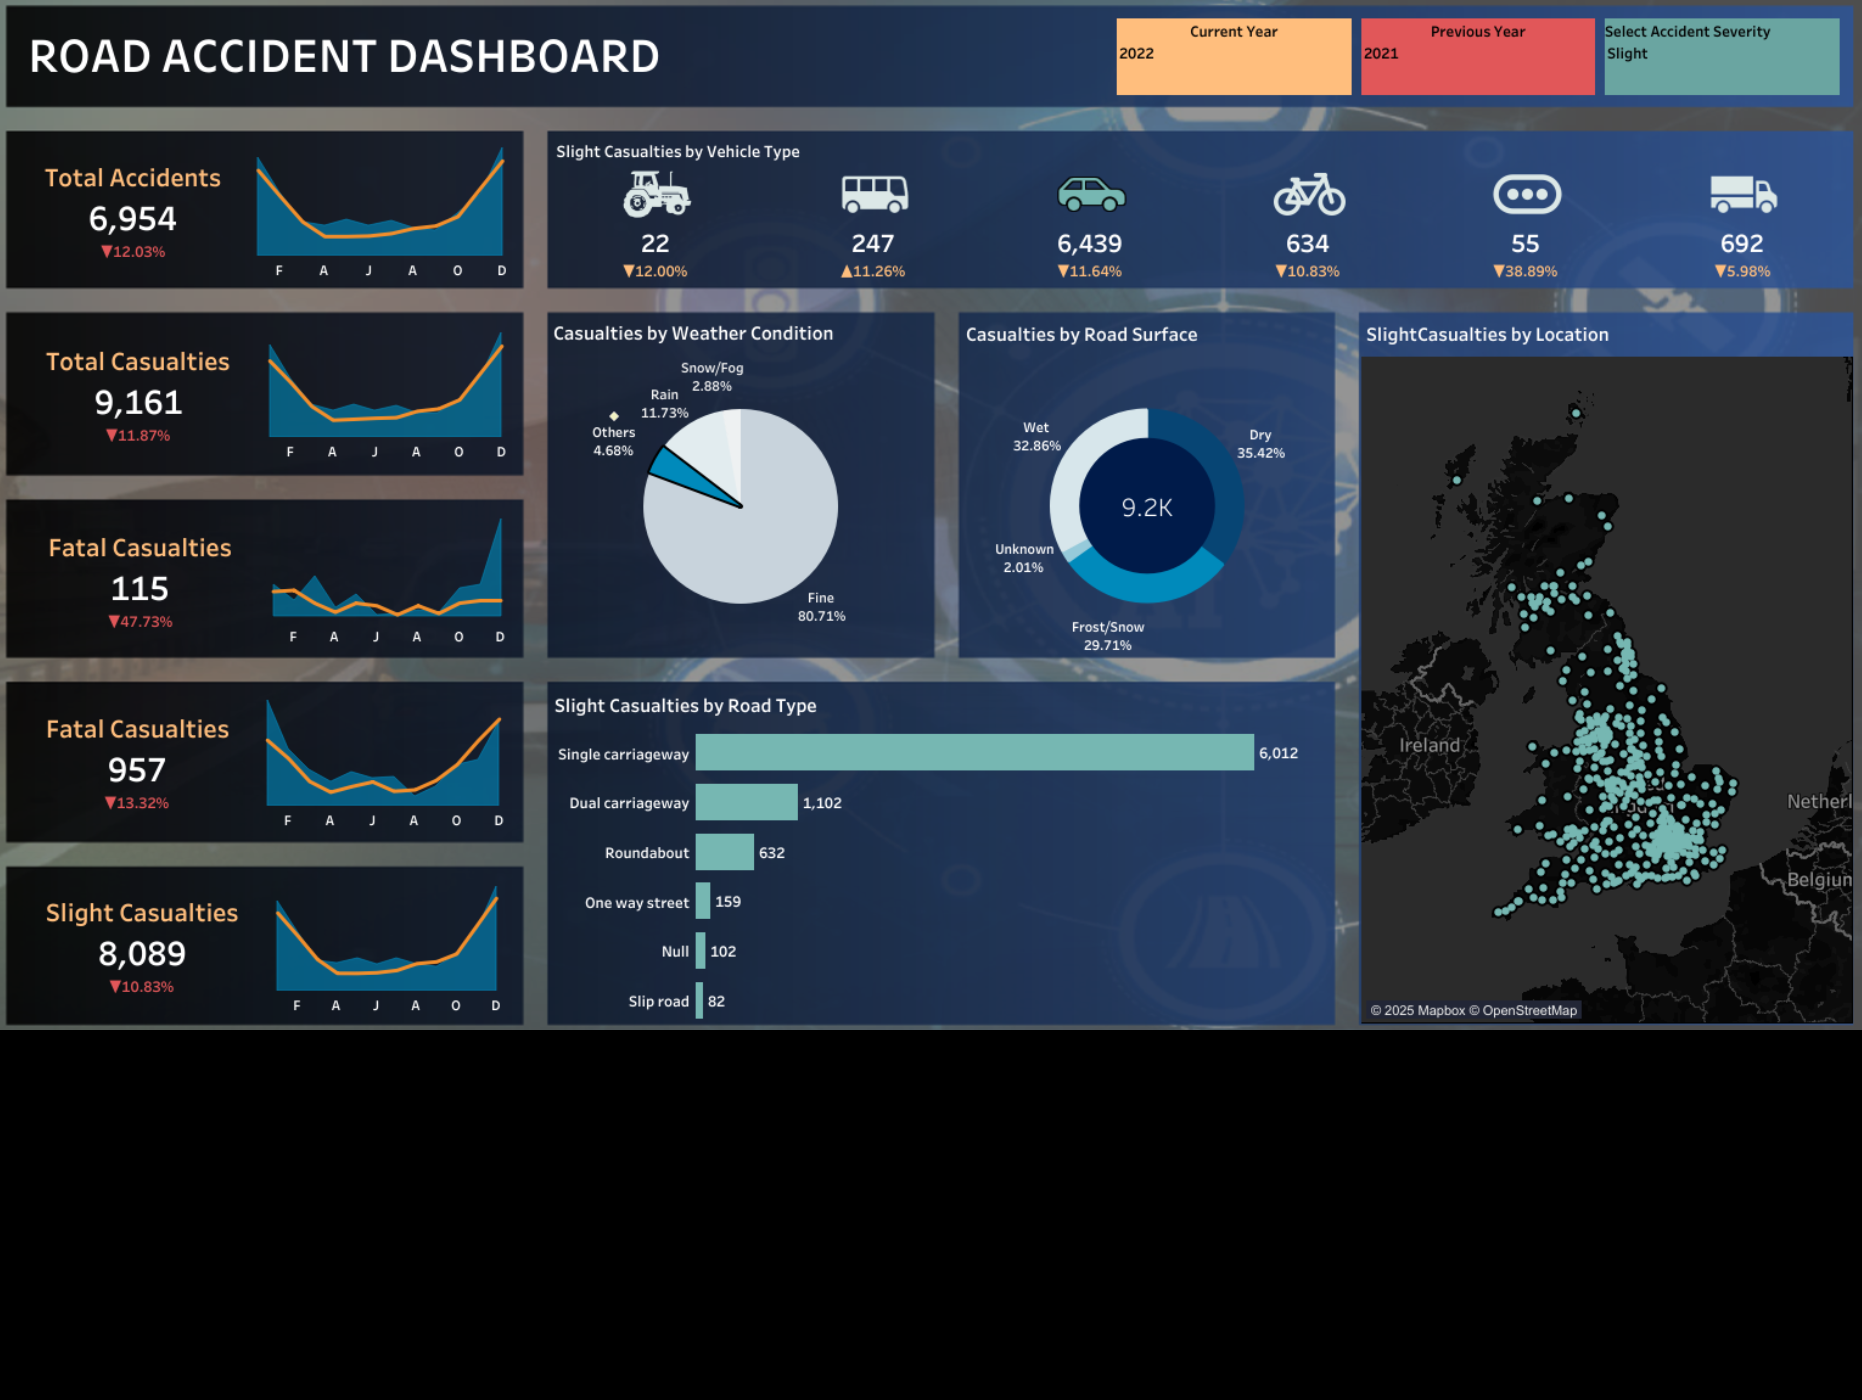 ROAD ACCIDENT DASHBOARD
Current Year
2022
Previous Year
2021
Select Accident Severity
Slight
Total Accidents
6,954
▼12.03%
F A J A O D
Total Casualties
9,161
▼11.87%
F A J A O D
Fatal Casualties
115
▼47.73%
F A J A O D
Fatal Casualties
957
▼13.32%
F A J A O D
Slight Casualties
8,089
▼10.83%
F A J A O D
Slight Casualties by Vehicle Type
22 247 6,439 634 55 692
▼12.00% ▲11.26% ▼11.64% ▼10.83% ▼38.89% ▼5.98%
Casualties by Weather Condition
Snow/Fog
2.88%
Rain
11.73%
Others
4.68%
Fine
80.71%
Casualties by Road Surface
Wet
32.86%
Dry
35.42%
9.2K
Unknown
2.01%
Frost/Snow
29.71%
Slight Casualties by Road Type
Single carriageway 6,012
Dual carriageway 1,102
Roundabout 632
One way street 159
Null 102
Slip road 82
SlightCasualties by Location
Ireland
Netherl
Belgiun
© 2025 Mapbox © OpenStreetMap